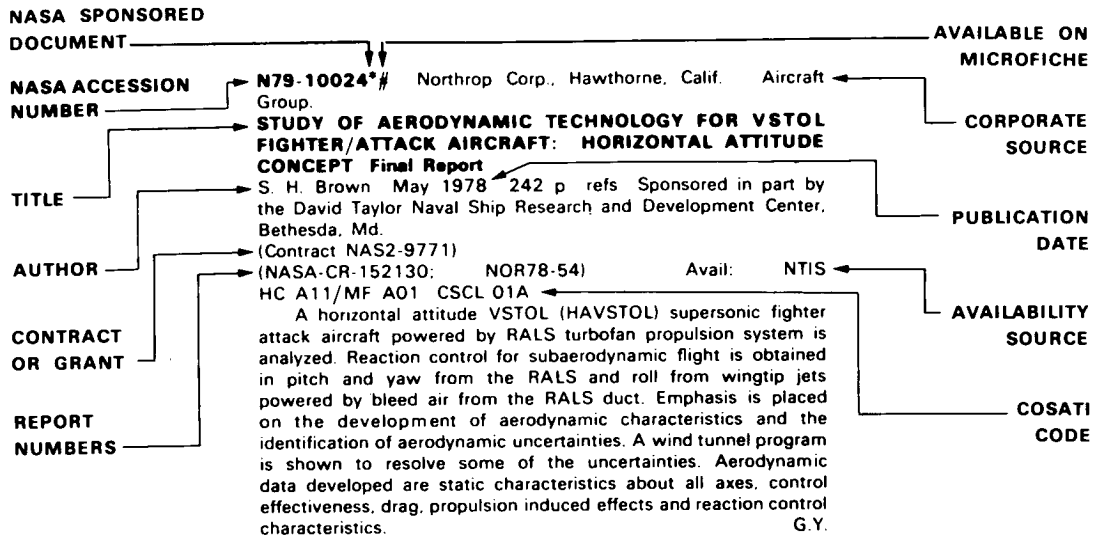 NASA SPONSORED
DOCUMENT
AVAILABLE ON
MICROFICHE
NASA ACCESSION
NUMBER
N79-10024*# Northrop Corp., Hawthorne, Calif. Aircraft
Group.
CORPORATE
SOURCE
STUDY OF AERODYNAMIC TECHNOLOGY FOR VSTOL
FIGHTER/ATTACK AIRCRAFT: HORIZONTAL ATTITUDE
CONCEPT Final Report
TITLE
S. H. Brown May 1978 242 p refs Sponsored in part by
the David Taylor Naval Ship Research and Development Center,
Bethesda, Md.
PUBLICATION
DATE
AUTHOR
(Contract NAS2-9771)
(NASA-CR-152130; NOR78-54) Avail: NTIS
HC A11/MF A01 CSCL 01A
AVAILABILITY
SOURCE
CONTRACT
OR GRANT
A horizontal attitude VSTOL (HAVSTOL) supersonic fighter
attack aircraft powered by RALS turbofan propulsion system is
analyzed. Reaction control for subaerodynamic flight is obtained
in pitch and yaw from the RALS and roll from wingtip jets
powered by bleed air from the RALS duct. Emphasis is placed
on the development of aerodynamic characteristics and the
identification of aerodynamic uncertainties. A wind tunnel program
is shown to resolve some of the uncertainties. Aerodynamic
data developed are static characteristics about all axes, control
effectiveness, drag, propulsion induced effects and reaction control
characteristics. G.Y.
REPORT
NUMBERS
COSATI
CODE